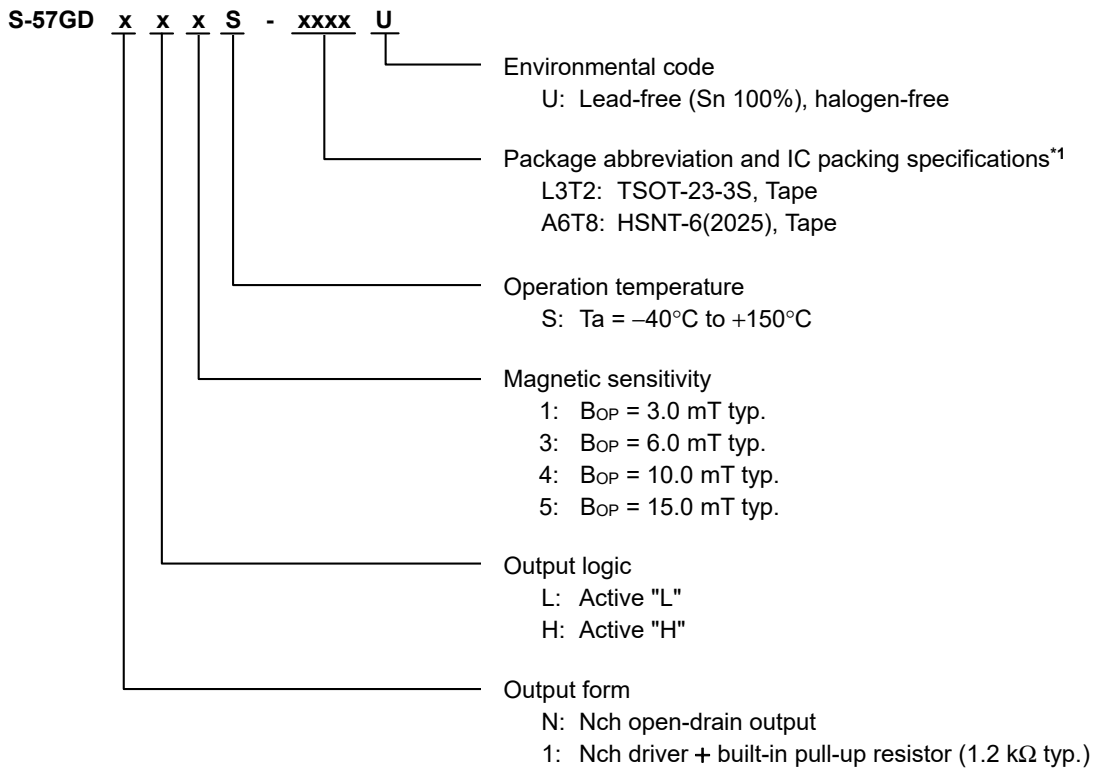 S-57GD x x x S - xxxx U
Environmental code
U: Lead-free (Sn 100%), halogen-free
Package abbreviation and IC packing specifications*1
L3T2: TSOT-23-3S, Tape
A6T8: HSNT-6(2025), Tape
Operation temperature
S: Ta = −40°C to +150°C
Magnetic sensitivity
1: BOP = 3.0 mT typ.
3: BOP = 6.0 mT typ.
4: BOP = 10.0 mT typ.
5: BOP = 15.0 mT typ.
Output logic
L: Active "L"
H: Active "H"
Output form
N: Nch open-drain output
1: Nch driver + built-in pull-up resistor (1.2 kΩ typ.)